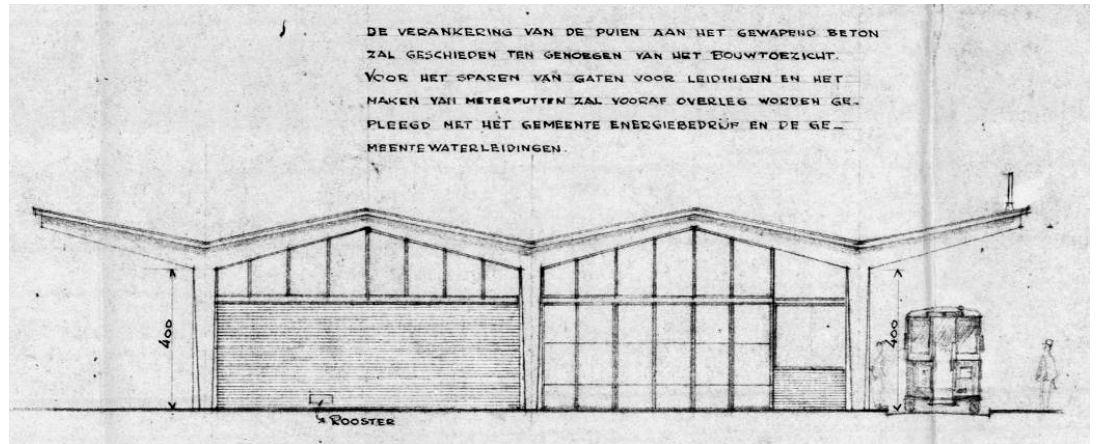 DE VERANKERING VAN DE PUIEN AAN HET GEWAPEND BETON
ZAL GESCHIEDEN TEN GENOEGEN VAN HET BOUWTOEZICHT.
VOOR HET SPAREN VAN GATEN VOOR LEIDINGEN EN HET
MAKEN VAN METERPUTTEN ZAL VOORAF OVERLEG WORDEN GE-
PLEEGD MET HET GEMEENTE ENERGIEBEDRIJF EN DE GE-
MEENTEWATERLEIDINGEN.
400
400
ROOSTER